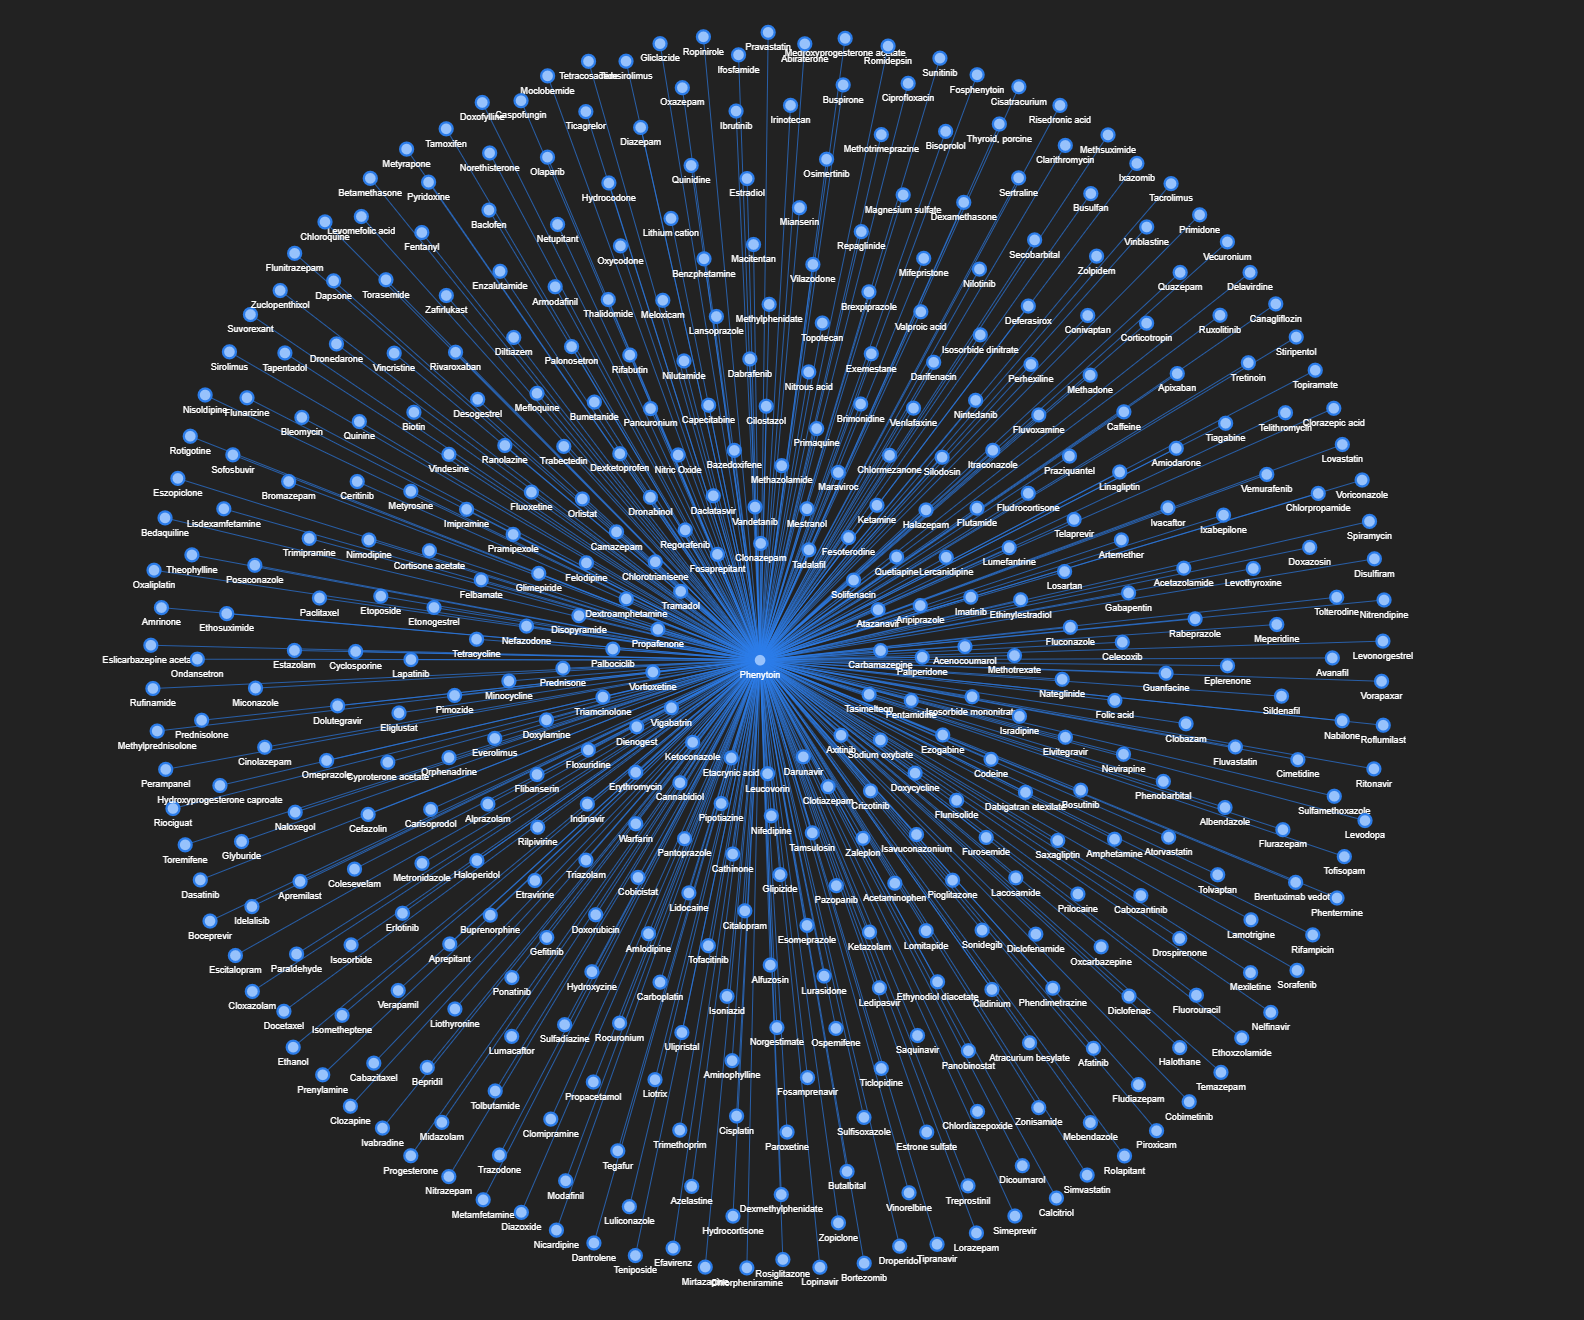 Pravastatin
Ropinirole
Medroxyprogesterone acetate
Gliclazide
Abiraterone
Romidepsin
Ifosfamide
Sunitinib
Tetracosactide
Temsirolimus
Moclobemide
Fosphenytoin
Buspirone
Ciprofloxacin
Oxazepam
Cisatracurium
Doxofylline
Caspofungin
Risedronic acid
Ticagrelor
Ibrutinib
Irinotecan
Diazepam
Thyroid, porcine
Tamoxifen
Bisoprolol
Methotrimeprazine
Methsuximide
Clarithromycin
Metyrapone
Norethisterone
Olaparib
Osimertinib
Ixazomib
Quinidine
Betamethasone
Pyridoxine
Hydrocodone
Estradiol
Sertraline
Tacrolimus
Magnesium sulfate
Busulfan
Dexamethasone
Mianserin
Baclofen
Primidone
Chloroquine
Levomefolic acid
Netupitant
Lithium cation
Fentanyl
Repaglinide
Vinblastine
Oxycodone
Secobarbital
Vecuronium
Macitentan
Flunitrazepam
Benzphetamine
Mifepristone
Zolpidem
Vilazodone
Enzalutamide
Nilotinib
Quazepam
Delavirdine
Dapsone
Torasemide
Armodafinil
Zuclopenthixol
Zafirlukast
Thalidomide
Meloxicam
Brexpiprazole
Methylphenidate
Canagliflozin
Deferasirox
Suvorexant
Lansoprazole
Valproic acid
Conivaptan
Ruxolitinib
Corticotropin
Topotecan
Dronedarone
Diltiazem
Palonosetron
Isosorbide dinitrate
Stiripentol
Sirolimus
Tapentadol
Vincristine
Rivaroxaban
Rifabutin
Nilutamide
Dabrafenib
Exemestane
Darifenacin
Perhexiline
Tretinoin
Topiramate
Nitrous acid
Methadone
Apixaban
Nisoldipine
Flunarizine
Mefloquine
Desogestrel
Bumetanide
Pancuronium
Capecitabine
Cilostazol
Brimonidine
Venlafaxine
Nintedanib
Fluvoxamine
Caffeine
Telithromycin
Clorazepic acid
Bleomycin
Quinine
Biotin
Tiagabine
Primaquine
Rotigotine
Sofosbuvir
Vindesine
Ranolazine
Trabectedin
Dexketoprofen
Nitric Oxide
Bazedoxifene
Chlormezanone
Silodosin
Itraconazole
Praziquantel
Amiodarone
Lovastatin
Methazolamide
Maraviroc
Linagliptin
Vemurafenib
Voriconazole
Eszopiclone
Bromazepam
Ceritinib
Metyrosine
Fluoxetine
Orlistat
Dronabinol
Daclatasvir
Fludrocortisone
Chlorpropamide
Lisdexamfetamine
Imipramine
Vandetanib
Mestranol
Ketamine
Halazepam
Flutamide
Ivacaftor
Ixabepilone
Bedaquiline
Telaprevir
Spiramycin
Trimipramine
Nimodipine
Pramipexole
Camazepam
Regorafenib
Clonazepam
Fesoterodine
Artemether
Theophylline
Cortisone acetate
Fosaprepitant
Tadalafil
Lumefantrine
Doxazosin
Disulfiram
Oxaliplatin
Posaconazole
Felbamate
Glimepiride
Felodipine
Chlorotrianisene
Quetiapine
Lercanidipine
Losartan
Acetazolamide
Levothyroxine
Solifenacin
Amrinone
Ethosuximide
Paclitaxel
Etoposide
Etonogestrel
Disopyramide
Dextroamphetamine
Tramadol
Atazanavir
Aripiprazole
Imatinib
Ethinylestradiol
Gabapentin
Tolterodine
Nitrendipine
Nefazodone
Propafenone
Fluconazole
Rabeprazole
Meperidine
Eslicarbazepine acetate
Ondansetron
Estazolam
Cyclosporine
Lapatinib
Tetracycline
Palbociclib
Carbamazepine
Paliperidone
Acenocoumarol
Methotrexate
Celecoxib
Levonorgestrel
Phenytoin
Prednisone
Vortioxetine
Guanfacine
Eplerenone
Avanafil
Rufinamide
Miconazole
Minocycline
Nateglinide
Vorapaxar
Pimozide
Triamcinolone
Tasimelteon
Pentamidine
Isosorbide mononitrate
Folic acid
Sildenafil
Methylprednisolone
Prednisolone
Dolutegravir
Eliglustat
Doxylamine
Vigabatrin
Isradipine
Clobazam
Nabilone
Roflumilast
Dienogest
Perampanel
Cinolazepam
Omeprazole
Cyproterone acetate
Orphenadrine
Everolimus
Floxuridine
Ketoconazole
Etacrynic acid
Darunavir
Axitinib
Sodium oxybate
Ezogabine
Elvitegravir
Nevirapine
Fluvastatin
Cimetidine
Ritonavir
Hydroxyprogesterone caproate
Flibanserin
Erythromycin
Cannabidiol
Leucovorin
Clotiazepam
Crizotinib
Doxycycline
Codeine
Dabigatran etexilate
Bosutinib
Phenobarbital
Sulfamethoxazole
Riociguat
Naloxegol
Cefazolin
Carisoprodol
Alprazolam
Indinavir
Pipotiazine
Nifedipine
Flunisolide
Albendazole
Levodopa
Toremifene
Glyburide
Rilpivirine
Warfarin
Pantoprazole
Tamsulosin
Zaleplon
Isavuconazonium
Furosemide
Saxagliptin
Amphetamine
Atorvastatin
Flurazepam
Dasatinib
Apremilast
Colesevelam
Metronidazole
Haloperidol
Etravirine
Triazolam
Cobicistat
Cathinone
Glipizide
Pazopanib
Acetaminophen
Pioglitazone
Lacosamide
Tolvaptan
Tofisopam
Boceprevir
Idelalisib
Erlotinib
Buprenorphine
Doxorubicin
Lidocaine
Citalopram
Prilocaine
Cabozantinib
Brentuximab vedotin
Phentermine
Escitalopram
Paraldehyde
Isosorbide
Aprepitant
Gefitinib
Amlodipine
Tofacitinib
Esomeprazole
Ketazolam
Lomitapide
Sonidegib
Diclofenamide
Oxcarbazepine
Drospirenone
Lamotrigine
Rifampicin
Cloxazolam
Verapamil
Ponatinib
Hydroxyzine
Carboplatin
Alfuzosin
Lurasidone
Ledipasvir
Ethynodiol diacetate
Clidinium
Phendimetrazine
Diclofenac
Fluorouracil
Mexiletine
Sorafenib
Docetaxel
Isometheptene
Liothyronine
Isoniazid
Nelfinavir
Ethanol
Lumacaftor
Sulfadiazine
Rocuronium
Ulipristal
Norgestimate
Ospemifene
Saquinavir
Panobinostat
Atracurium besylate
Afatinib
Halothane
Ethoxzolamide
Prenylamine
Cabazitaxel
Bepridil
Aminophylline
Temazepam
Clozapine
Tolbutamide
Propacetamol
Liotrix
Fosamprenavir
Ticlopidine
Fludiazepam
Cobimetinib
Ivabradine
Midazolam
Clomipramine
Trimethoprim
Cisplatin
Paroxetine
Sulfisoxazole
Estrone sulfate
Chlordiazepoxide
Zonisamide
Mebendazole
Piroxicam
Progesterone
Trazodone
Tegafur
Rolapitant
Nitrazepam
Modafinil
Azelastine
Butalbital
Dicoumarol
Simvastatin
Metamfetamine
Diazoxide
Luliconazole
Hydrocortisone
Dexmethylphenidate
Vinorelbine
Treprostinil
Calcitriol
Nicardipine
Zopiclone
Simeprevir
Dantrolene
Teniposide
Efavirenz
Droperidol
Tipranavir
Lorazepam
Mirtazapine
Chlorpheniramine
Rosiglitazone
Lopinavir
Bortezomib